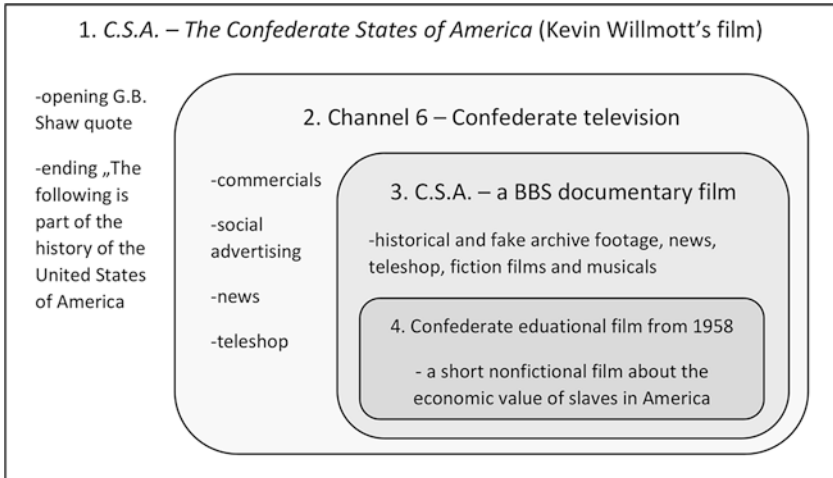 1. C.S.A. – The Confederate States of America (Kevin Willmott's film)
-opening G.B.
Shaw quote
-ending „The
following is
part of the
history of the
United States
of America
2. Channel 6 – Confederate television
-commercials
-social
advertising
-news
-teleshop
3. C.S.A. – a BBS documentary film
-historical and fake archive footage, news,
teleshop, fiction films and musicals
4. Confederate eduational film from 1958
- a short nonfictional film about the
economic value of slaves in America